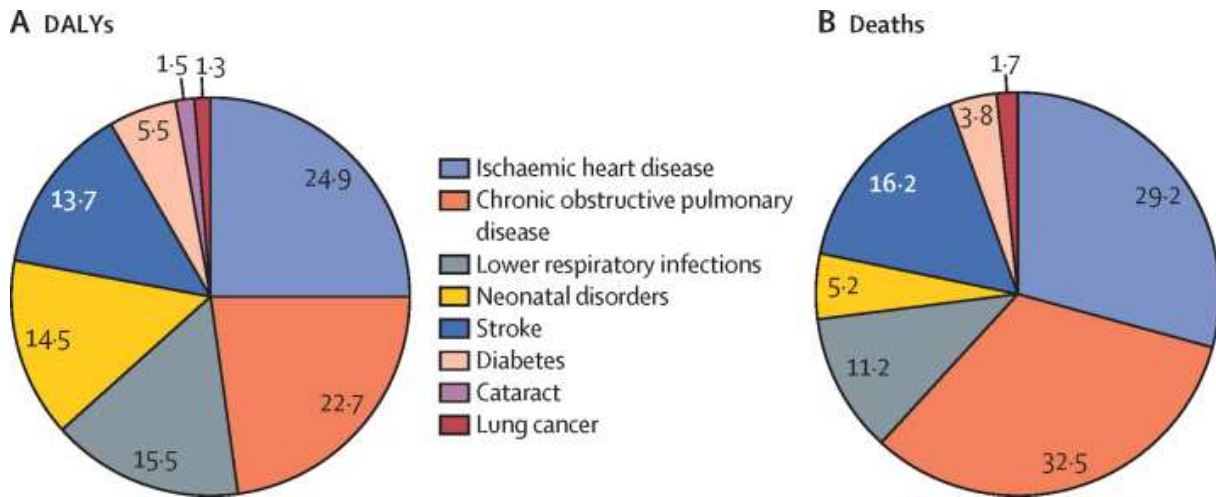 A DALYs
1·5
1·3
5·5
24·9
13·7
14·5
22·7
15·5
Ischaemic heart disease
Chronic obstructive pulmonary
disease
Lower respiratory infections
Neonatal disorders
Stroke
Diabetes
Cataract
Lung cancer
B Deaths
1·7
3·8
16·2
29·2
5·2
11·2
32·5